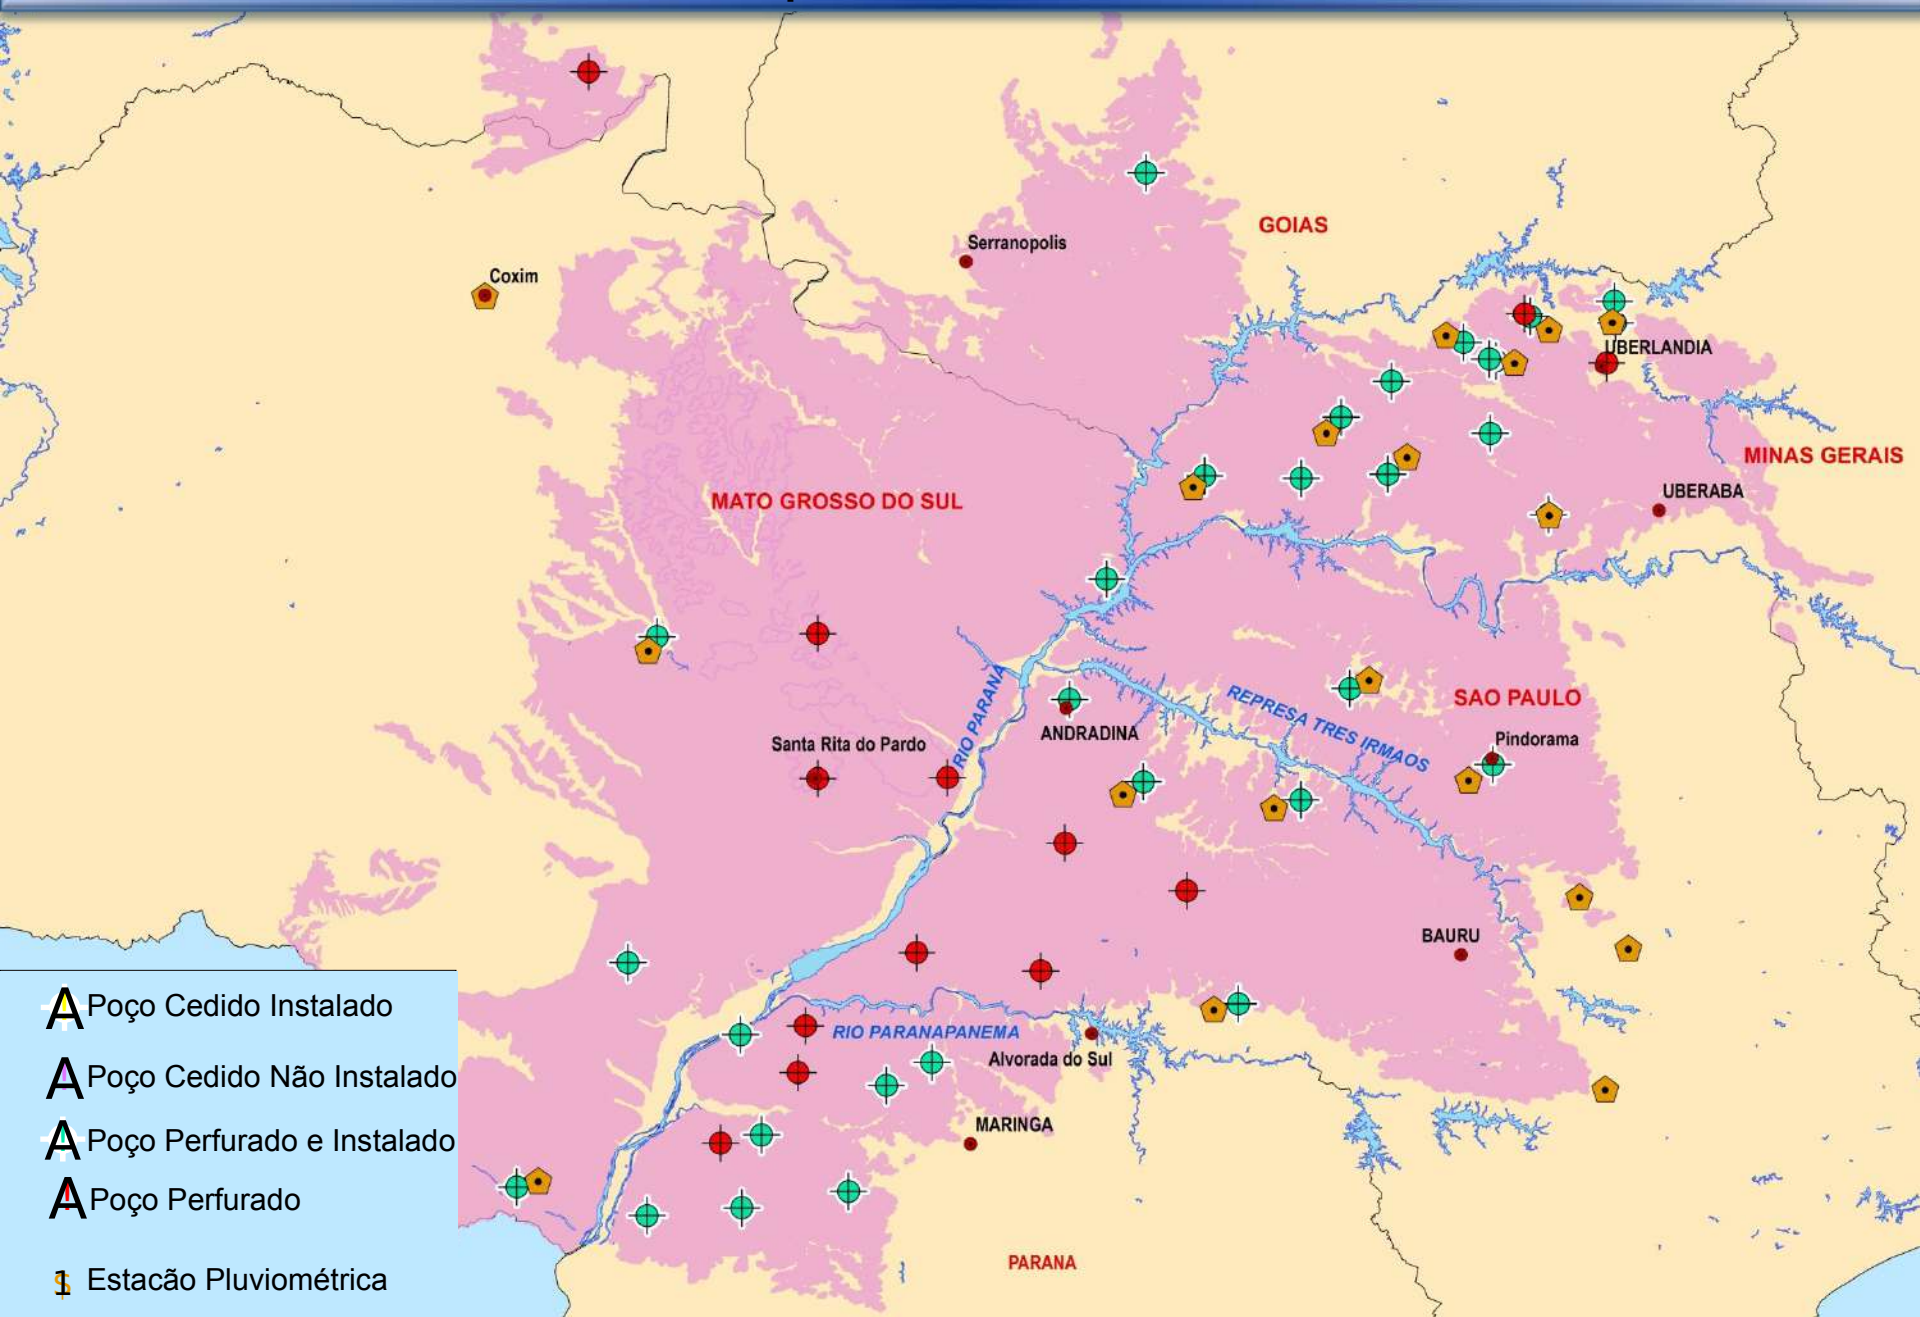 GOIAS
Serranopolis
Coxim
UBERLANDIA
MINAS GERAIS
UBERABA
MATO GROSSO DO SUL
RIO PARANÁ
REPRESA TRES IRMAOS
SAO PAULO
Pindorama
ANDRADINA
Santa Rita do Pardo
BAURU
RIO PARANAPANEMA
Alvorada do Sul
MARINGA
PARANA
A Poço Cedido Instalado
A Poço Cedido Não Instalado
A Poço Perfurado e Instalado
A Poço Perfurado
1 Estacão Pluviométrica